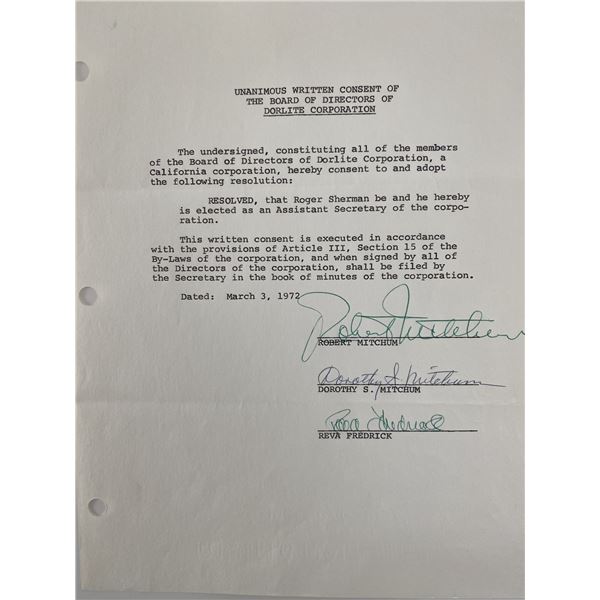 UNANIMOUS WRITTEN CONSENT OF
THE BOARD OF DIRECTORS OF
DORLITE CORPORATION
The undersigned, constituting all of the members
of the Board of Directors of Dorlite Corporation, a
California corporation, hereby consent to and adopt
the following resolution:
RESOLVED, that Roger Sherman be and he hereby
is elected as an Assistant Secretary of the corpo-
ration.
This written consent is executed in accordance
with the provisions of Article III, Section 15 of the
By-Laws of the corporation, and when signed by all of
the Directors of the corporation, shall be filed by
the Secretary in the book of minutes of the corporation.
Dated: March 3, 1972
Robert Mitchum
ROBERT MITCHUM
Dorothy S Mitchum
DOROTHY S. MITCHUM
Reva Fredrick
REVA FREDRICK